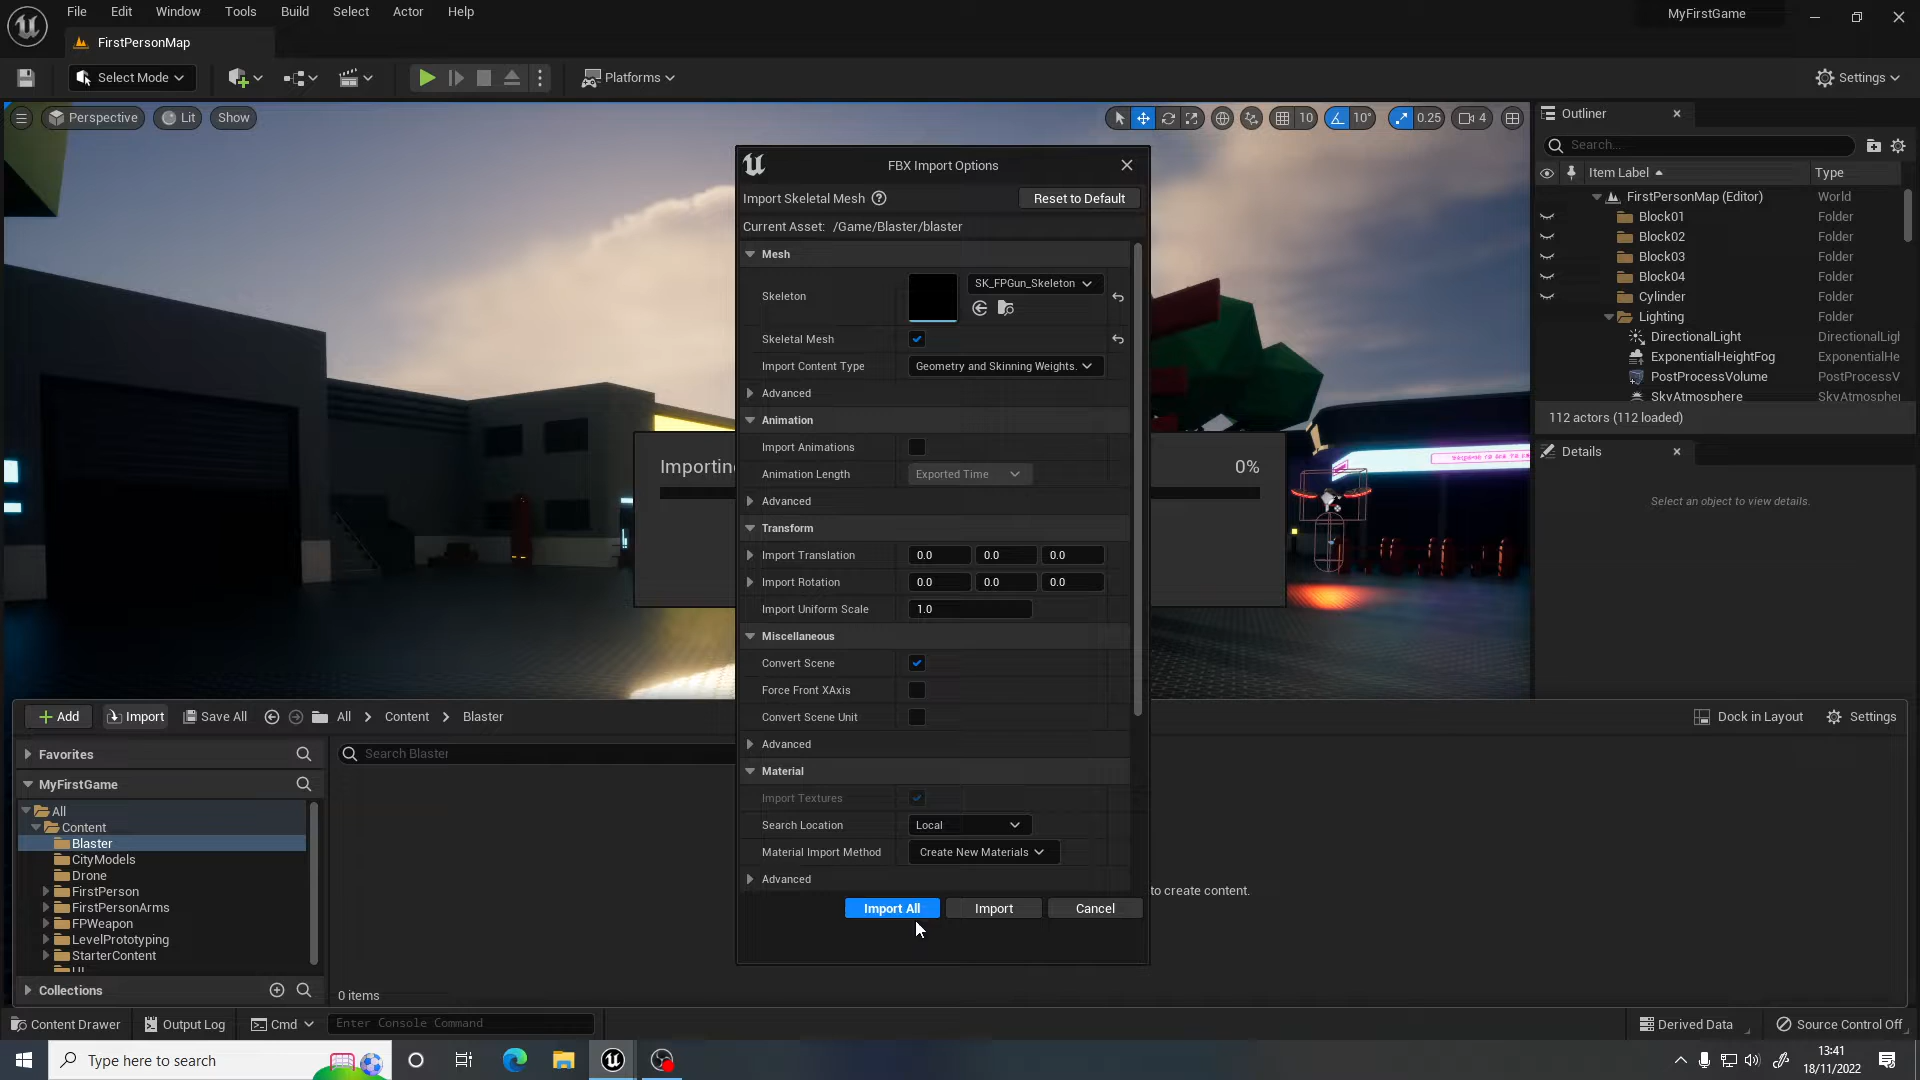 File Edit Window Tools Build Select Actor Help
MyFirstGame
FirstPersonMap
Select Mode
Platforms
Settings
Perspective
Lit
Show
10
10°
0.25
4
Outliner
Search...
Item Label
Type
FirstPersonMap (Editor) World
Block01 Folder
Block02 Folder
Block03 Folder
Block04 Folder
Cylinder Folder
Lighting Folder
DirectionalLight DirectionalLigl
ExponentialHeightFog ExponentialHe
PostProcessVolume PostProcessV
SkyAtmosphere SkyAtmospher
112 actors (112 loaded)
Details
Select an object to view details.
Importing
0%
FBX Import Options
Import Skeletal Mesh
Reset to Default
Current Asset: /Game/Blaster/blaster
Mesh
Skeleton
SK_FPGun_Skeleton
Skeletal Mesh
Import Content Type Geometry and Skinning Weights.
Advanced
Animation
Import Animations
Animation Length Exported Time
Advanced
Transform
Import Translation 0.0 0.0 0.0
Import Rotation 0.0 0.0 0.0
Import Uniform Scale 1.0
Miscellaneous
Convert Scene
Force Front XAxis
Convert Scene Unit
Advanced
Material
Import Textures
Search Location Local
Material Import Method Create New Materials
Advanced
Import All Import Cancel
Add
Import
Save All
All
Content
Blaster
Dock in Layout
Settings
Favorites
Search Blaster
MyFirstGame
All
Content
Blaster
CityModels
Drone
FirstPerson
FirstPersonArms
FPWeapon
LevelPrototyping
StarterContent
to create content.
Collections
0 items
Content Drawer
Output Log
Cmd
Enter Console Command
Derived Data
Source Control Off
Type here to search
13:41
18/11/2022